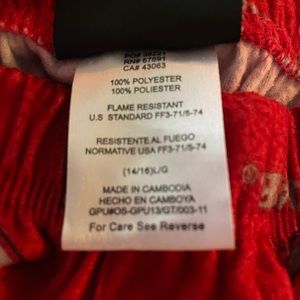 RN# 57691
CA# 43063
100% POLYESTER
100% POLIESTER
FLAME RESISTANT
U.S STANDARD FF3-71/5-74
RESISTENTE AL FUEGO
NORMATIVE USA FF3-71/5-74
(14/16)L/G
MADE IN CAMBODIA
HECHO EN CAMBOYA
GPU#O5-GPU13/GT/003-11
For Care See Reverse